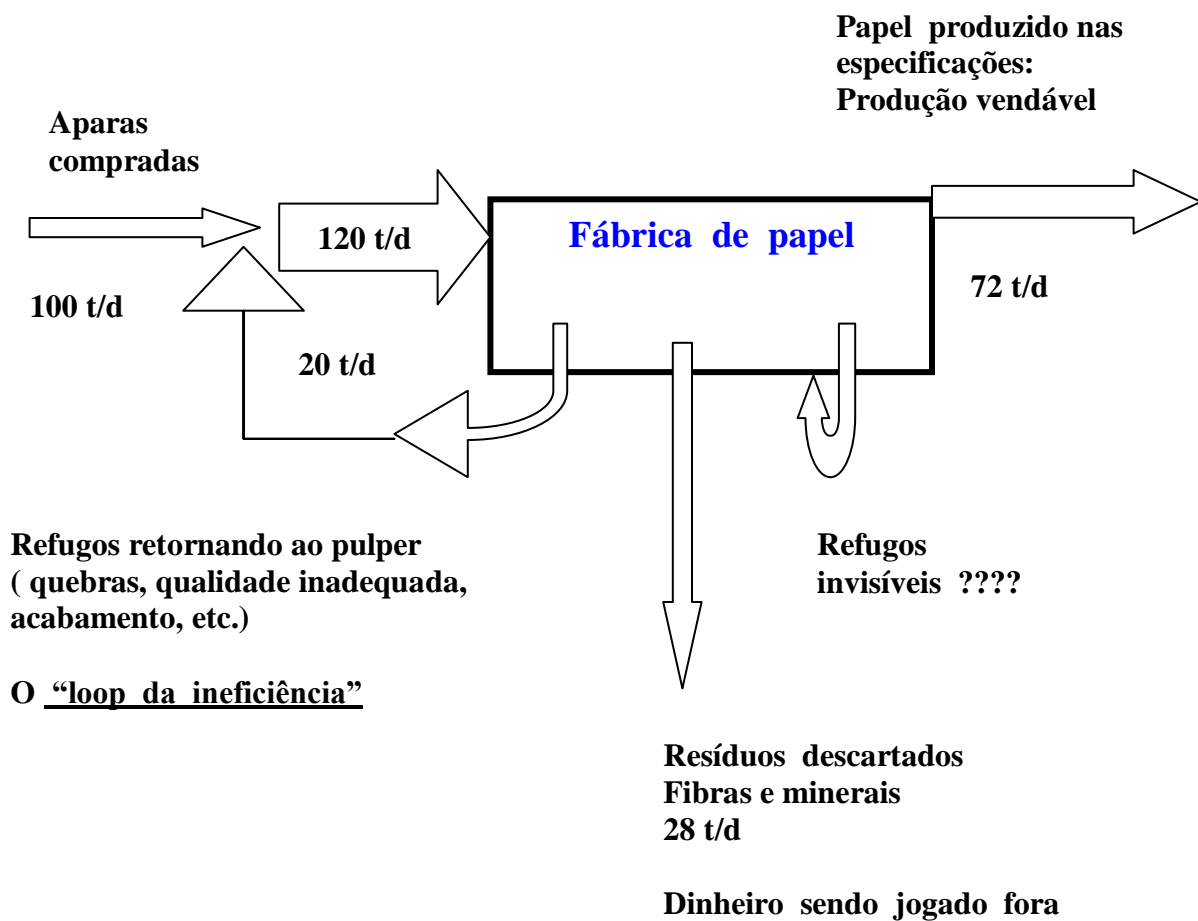 Papel produzido nas
especificações:
Produção vendável
Aparas
compradas
120 t/d
Fábrica de papel
72 t/d
100 t/d
20 t/d
Refugos retornando ao pulper
( quebras, qualidade inadequada,
acabamento, etc.)
O “loop da ineficiência”
Refugos
invisíveis ????
Resíduos descartados
Fibras e minerais
28 t/d
Dinheiro sendo jogado fora